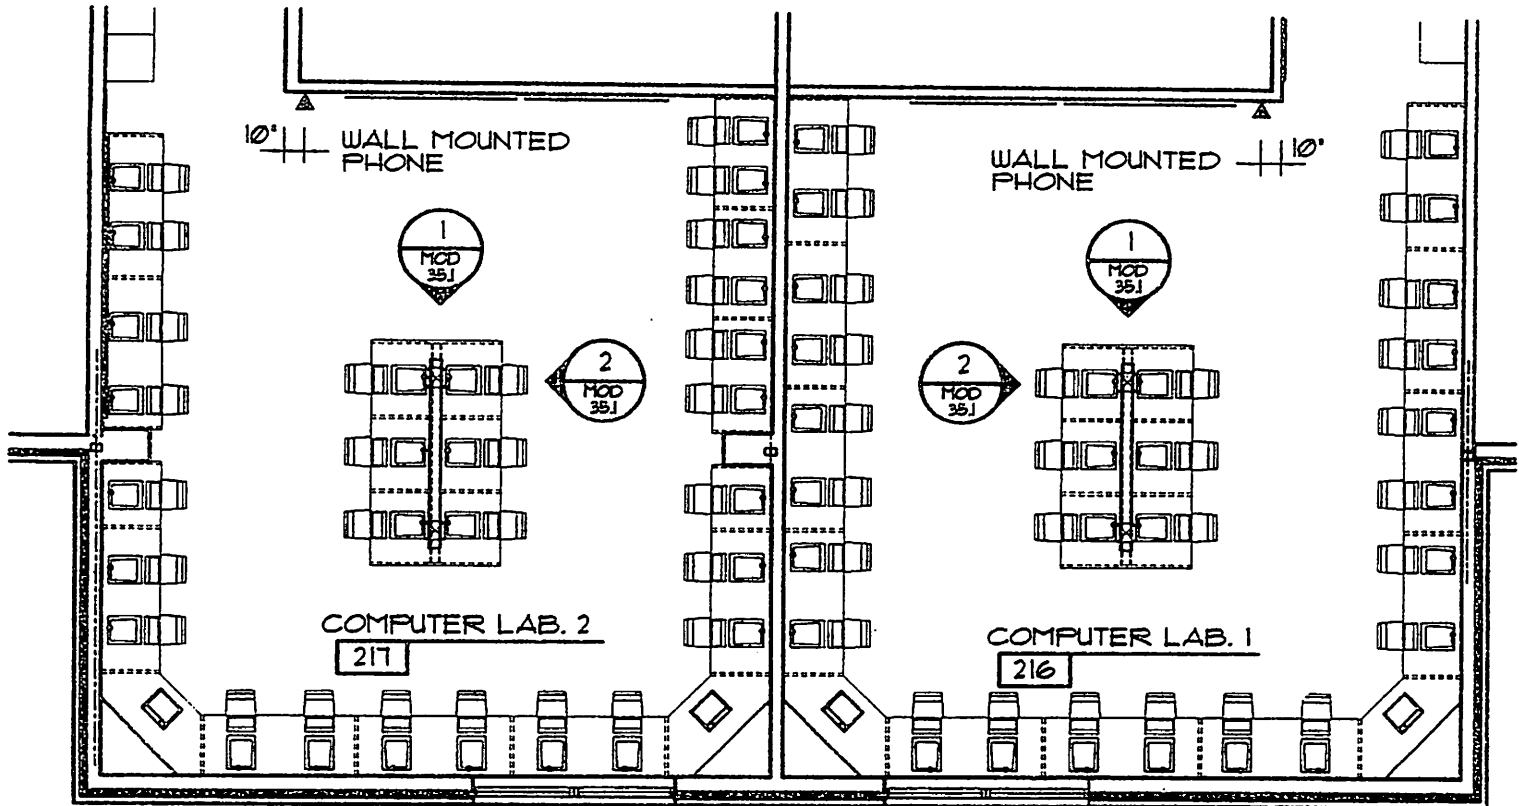 10" WALL MOUNTED
PHONE
WALL MOUNTED 10"
PHONE
1
MOD
35.1
1
MOD
35.1
2
MOD
35.1
2
MOD
35.1
COMPUTER LAB. 2
217
COMPUTER LAB. 1
216